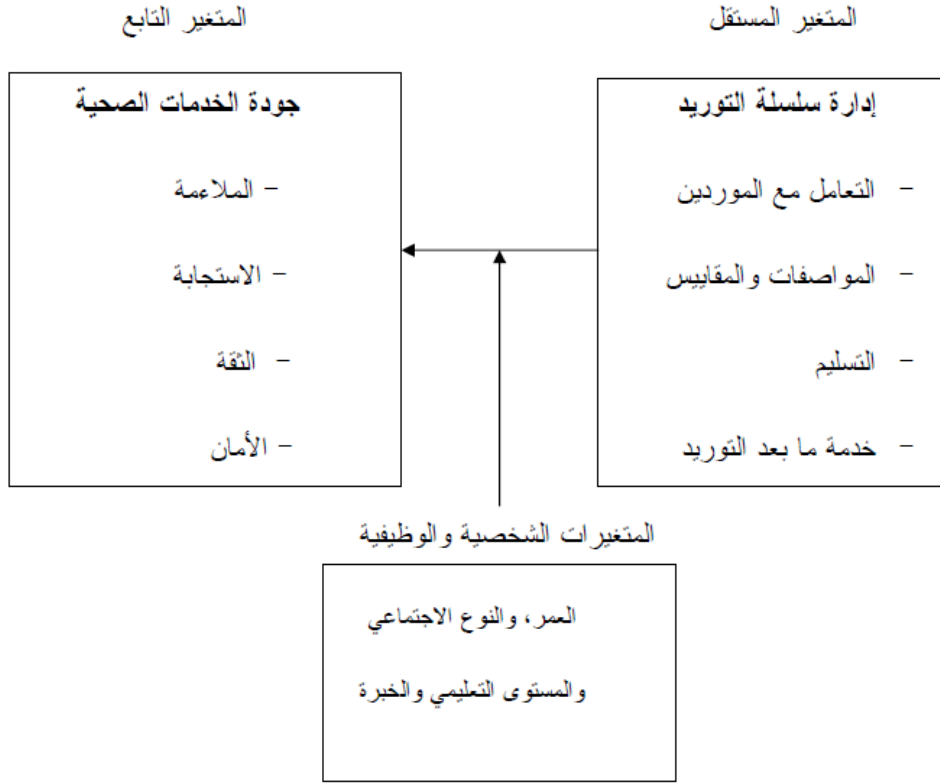 المتغير المستقل
إدارة سلسلة التوريد
- التعامل مع الموردين
- المواصفات والمقاييس
- التسليم
- خدمة ما بعد التوريد
المتغير التابع
جودة الخدمات الصحية
- الملاءمة
- الاستجابة
- الثقة
- الأمان
المتغيرات الشخصية والوظيفية
العمر، والنوع الاجتماعي
والمستوى التعليمي والخبرة